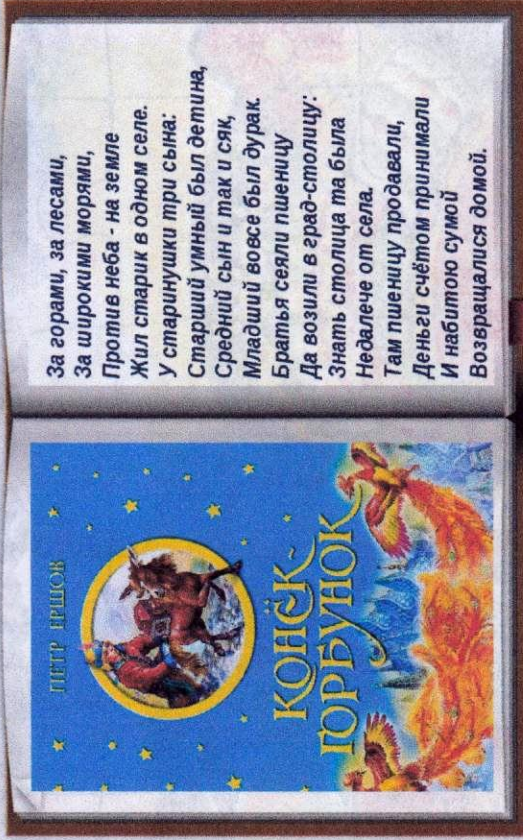 ПЕТР ЕРШОВ
КОНЁК-
ГОРБУНОК
За горами, за лесами,
За широкими морями,
Против неба - на земле
Жил старик в одном селе.
У старинушки три сына:
Старший умный был детина,
Средний сын и так и сяк,
Младший вовсе был дурак.
Братья сеяли пшеницу
Да возили в град-столицу:
Знать столица та была
Недалече от села.
Там пшеницу продавали,
Деньги счётом принимали
И набитою сумой
Возвращалися домой.